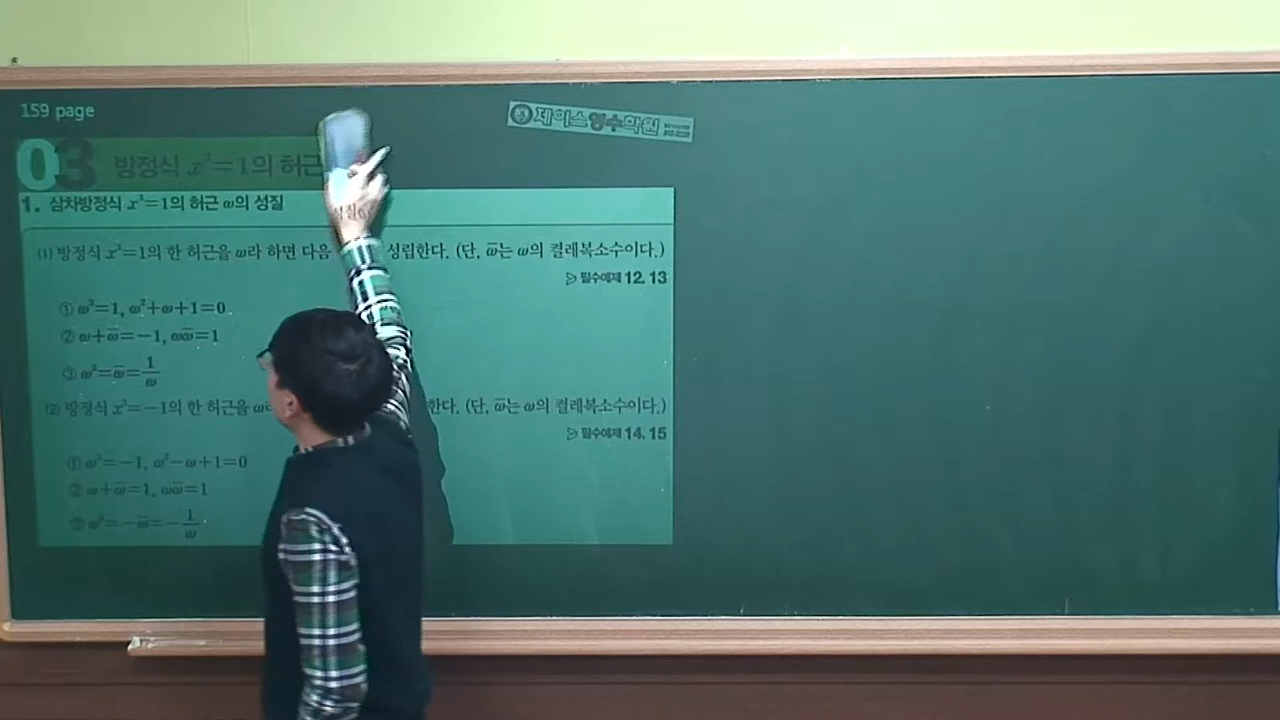 159 page
제이스영수학원
03 방정식 x³=1의 허근
1. 삼차방정식 x³=1의 허근 ω의 성질
(1) 방정식 x³=1의 한 허근을 ω라 하면 다음 성립한다. (단, ω̅는 ω의 켤레복소수이다.)
▷ 필수예제 12, 13
① ω³=1, ω²+ω+1=0
② ω+ω̅=-1, ωω̅=1
③ ω²=ω̅=1/ω
(2) 방정식 x³=-1의 한 허근을 한다. (단, ω̅는 ω의 켤레복소수이다.)
▷ 필수예제 14, 15
① ω³=-1, ω²-ω+1=0
② ω+ω̅=1, ωω̅=1
③ ω²=-ω̅=-1/ω